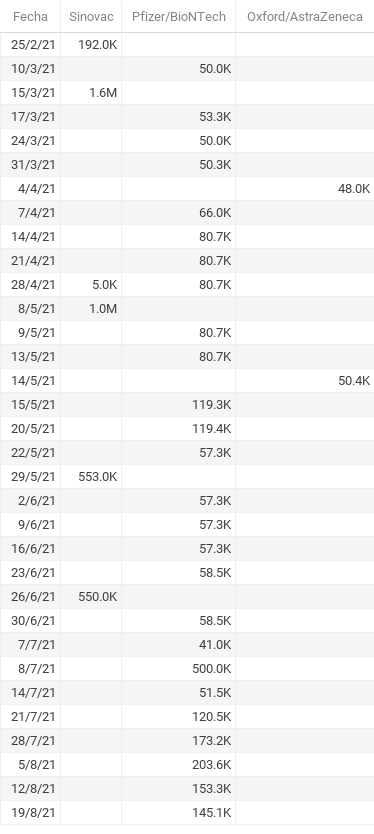 Fecha Sinovac Pfizer/BioNTech Oxford/AstraZeneca
25/2/21 192.0K
10/3/21 50.0K
15/3/21 1.6M
17/3/21 53.3K
24/3/21 50.0K
31/3/21 50.3K
4/4/21 48.0K
7/4/21 66.0K
14/4/21 80.7K
21/4/21 80.7K
28/4/21 5.0K 80.7K
8/5/21 1.0M
9/5/21 80.7K
13/5/21 80.7K
14/5/21 50.4K
15/5/21 119.3K
20/5/21 119.4K
22/5/21 57.3K
29/5/21 553.0K
2/6/21 57.3K
9/6/21 57.3K
16/6/21 57.3K
23/6/21 58.5K
26/6/21 550.0K
30/6/21 58.5K
7/7/21 41.0K
8/7/21 500.0K
14/7/21 51.5K
21/7/21 120.5K
28/7/21 173.2K
5/8/21 203.6K
12/8/21 153.3K
19/8/21 145.1K